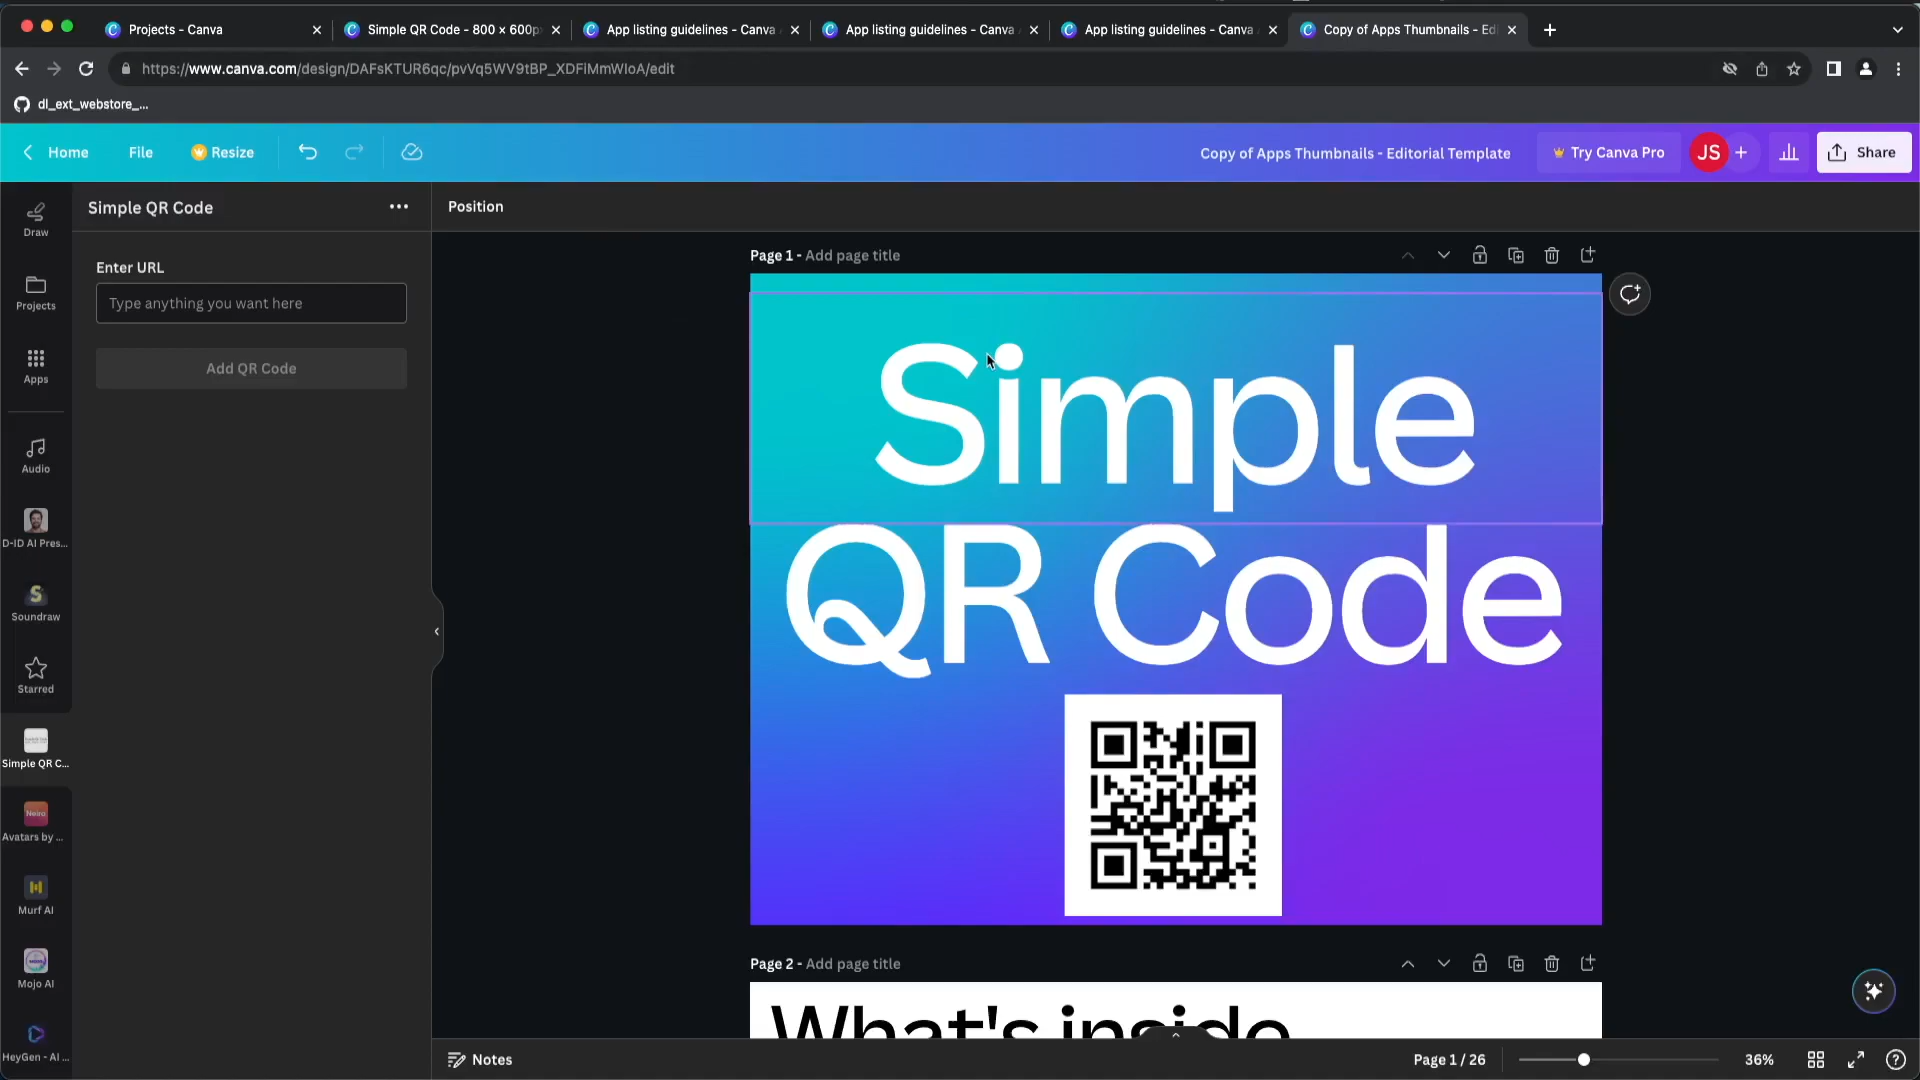 Projects - Canva
Simple QR Code - 800 × 600p
App listing guidelines - Canva
App listing guidelines - Canva
App listing guidelines - Canva
Copy of Apps Thumbnails - Ed
https://www.canva.com/design/DAFsKTUR6qc/pvVq5WV9tBP_XDFiMmWIoA/edit
dl_ext_webstore_...
Home
File
Resize
Copy of Apps Thumbnails - Editorial Template
Try Canva Pro
JS
Share
Simple QR Code
Position
Draw
Projects
Apps
Audio
D-ID AI Pres...
Soundraw
Starred
Simple QR C...
Avatars by ...
Murf AI
Mojo AI
HeyGen - AI ...
Enter URL
Type anything you want here
Add QR Code
Page 1 - Add page title
Simple
QR Code
Page 2 - Add page title
What's inside
Notes
Page 1 / 26
36%